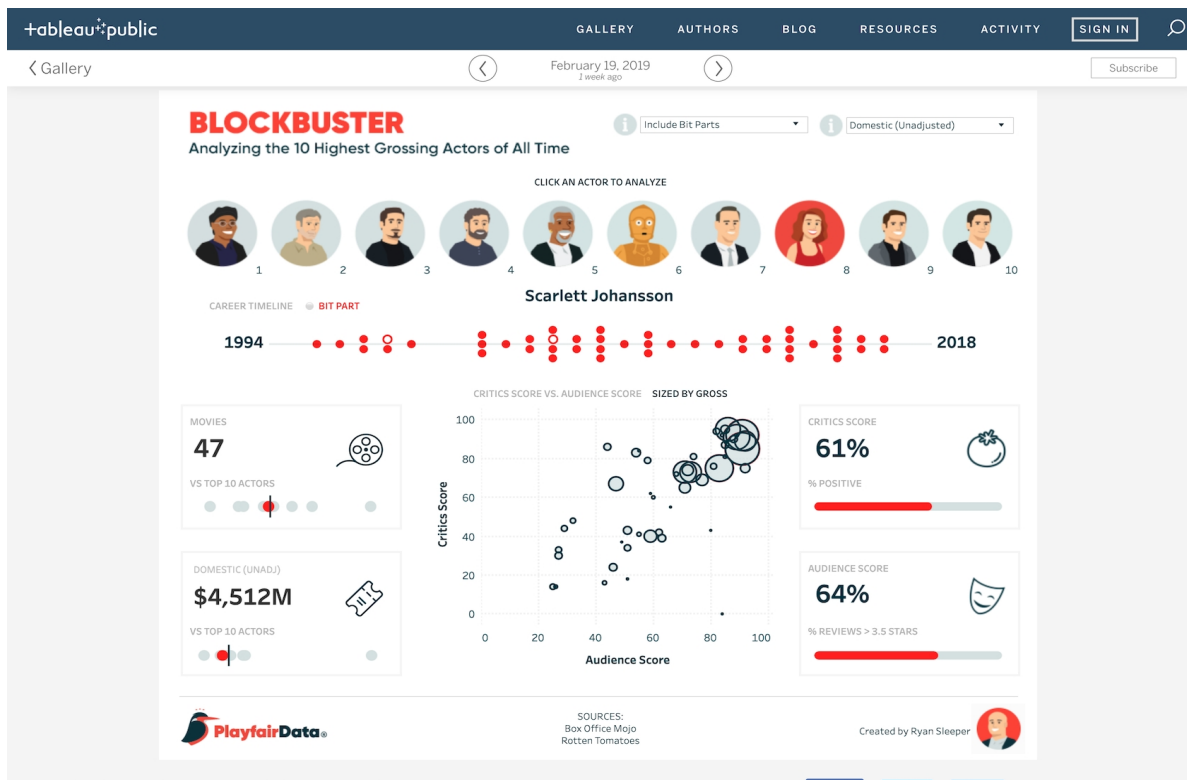 +ableau public
GALLERY
AUTHORS
BLOG
RESOURCES
ACTIVITY
SIGN IN
Gallery
February 19, 2019
1 week ago
Subscribe
BLOCKBUSTER
Analyzing the 10 Highest Grossing Actors of All Time
Include Bit Parts
Domestic (Unadjusted)
CLICK AN ACTOR TO ANALYZE
1 2 3 4 5 6 7 8 9 10
Scarlett Johansson
CAREER TIMELINE BIT PART
1994
2018
CRITICS SCORE VS. AUDIENCE SCORE SIZED BY GROSS
MOVIES
47
VS TOP 10 ACTORS
DOMESTIC (UNADJ)
$4,512M
VS TOP 10 ACTORS
Critics Score
100
80
60
40
20
0
0 20 40 60 80 100
Audience Score
CRITICS SCORE
61%
% POSITIVE
AUDIENCE SCORE
64%
% REVIEWS > 3.5 STARS
PlayfairData®
SOURCES:
Box Office Mojo
Rotten Tomatoes
Created by Ryan Sleeper